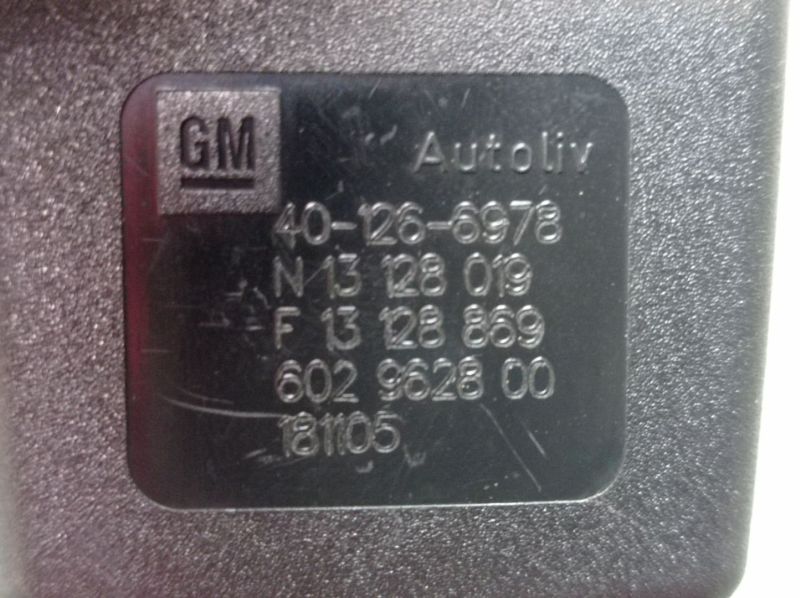 GM
Autoliv
40-126-6978
N 13 128 019
F 13 128 869
602 9628 00
181105